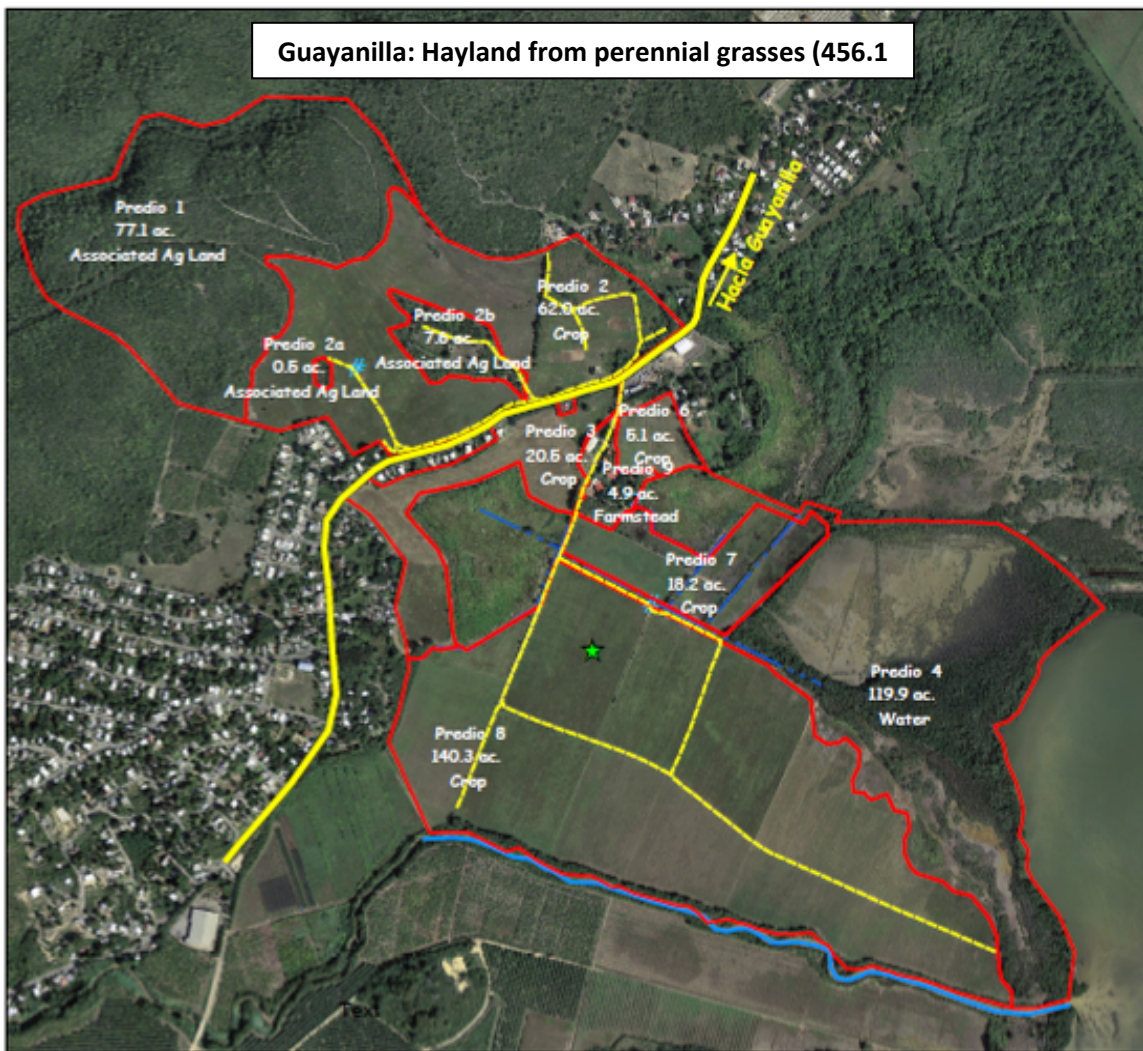 Guayanilla: Hayland from perennial grasses (456.1
Hacia Guayanilla
Predio 1
77.1 ac.
Associated Ag Land
Predio 2
62.0 ac.
Crop
Predio 2b
7.6 ac.
Associated Ag Land
Predio 2a
0.5 ac.
Associated Ag Land
Predio 3
20.5 ac.
Crop
Predio 6
5.1 ac.
Crop
Predio 9
4.9 ac.
Farmstead
Predio 7
18.2 ac.
Crop
Predio 4
119.9 ac.
Water
Predio 8
140.3 ac.
Crop
Text